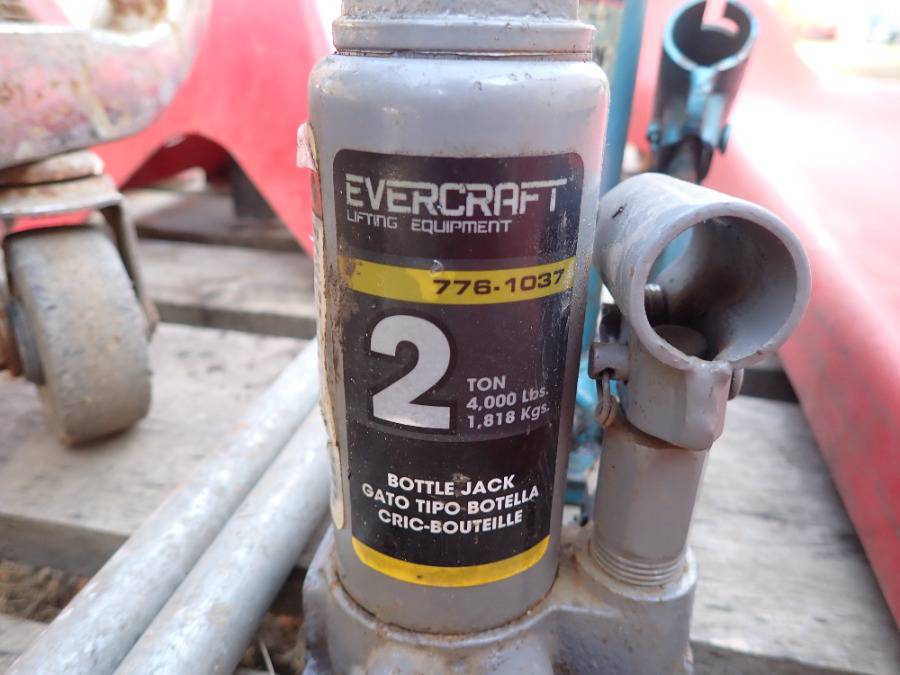 EVERCRAFT
LIFTING EQUIPMENT
776-1037
2
TON
4,000 Lbs.
1,818 Kgs.
BOTTLE JACK
GATO TIPO BOTELLA
CRIC-BOUTEILLE